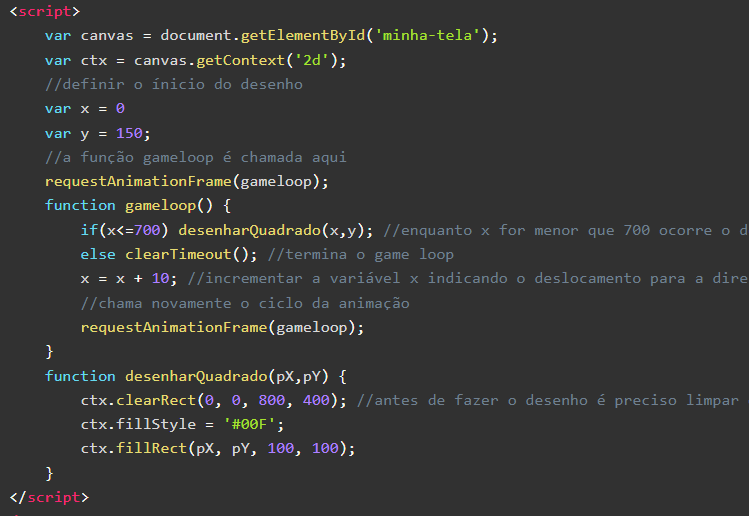 <script>
var canvas = document.getElementById('minha-tela');
var ctx = canvas.getContext('2d');
//definir o ínicio do desenho
var x = 0
var y = 150;
//a função gameloop é chamada aqui
requestAnimationFrame(gameloop);
function gameloop() {
if(x<=700) desenharQuadrado(x,y); //enquanto x for menor que 700 ocorre o d
else clearTimeout(); //termina o game loop
x = x + 10; //incrementar a variável x indicando o deslocamento para a dire
//chama novamente o ciclo da animação
requestAnimationFrame(gameloop);
}
function desenharQuadrado(pX,pY) {
ctx.clearRect(0, 0, 800, 400); //antes de fazer o desenho é preciso limpar
ctx.fillStyle = '#00F';
ctx.fillRect(pX, pY, 100, 100);
}
</script>